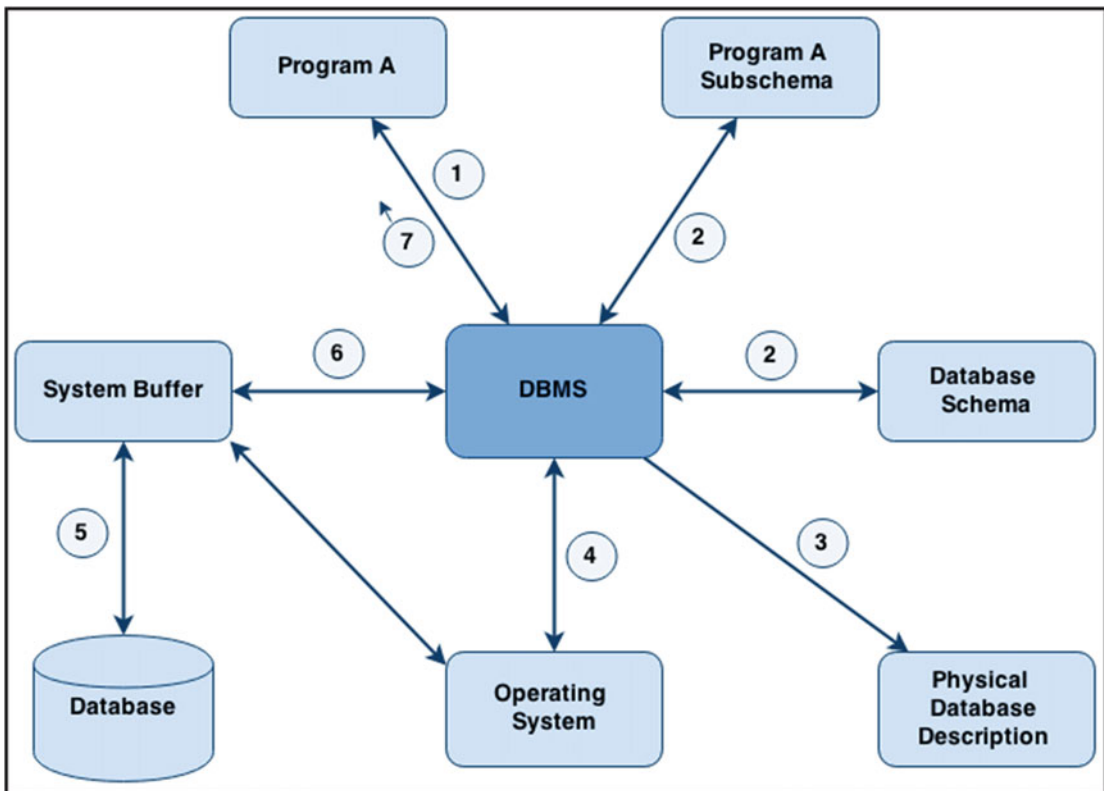 Program A
Program A
Subschema
1
7
2
System Buffer
6
DBMS
2
Database
Schema
5
4
3
Database
Operating
System
Physical
Database
Description